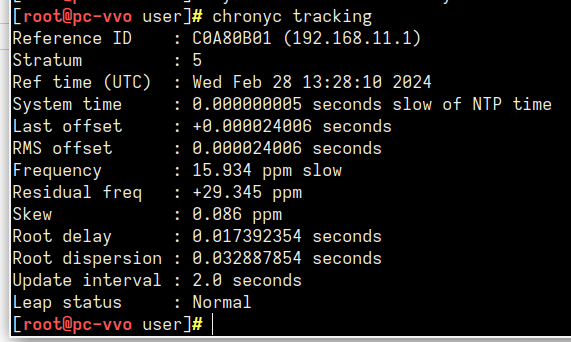 [root@pc-vvo user]# chronyc tracking
Reference ID    : C0A80B01 (192.168.11.1)
Stratum         : 5
Ref time (UTC)  : Wed Feb 28 13:28:10 2024
System time     : 0.000000005 seconds slow of NTP time
Last offset     : +0.000024006 seconds
RMS offset      : 0.000024006 seconds
Frequency       : 15.934 ppm slow
Residual freq   : +29.345 ppm
Skew            : 0.086 ppm
Root delay      : 0.017392354 seconds
Root dispersion : 0.032887854 seconds
Update interval : 2.0 seconds
Leap status     : Normal
[root@pc-vvo user]#